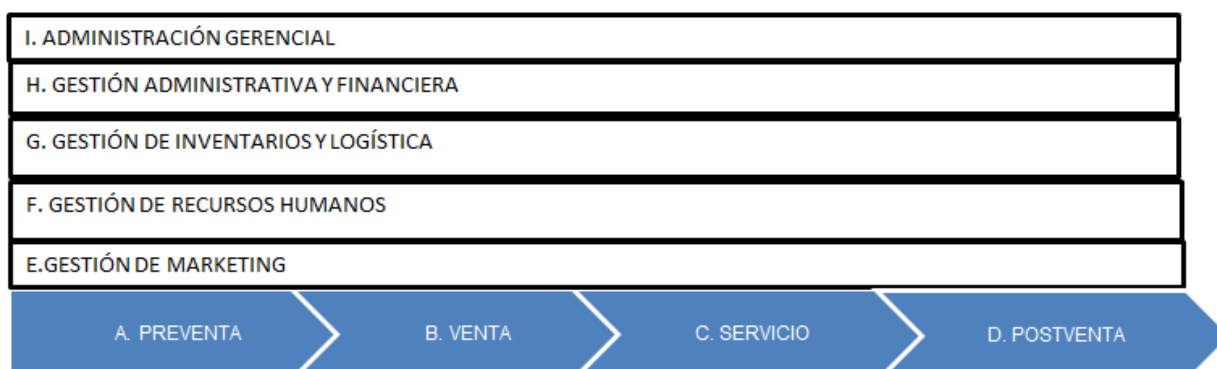 I. ADMINISTRACIÓN GERENCIAL
H. GESTIÓN ADMINISTRATIVA Y FINANCIERA
G. GESTIÓN DE INVENTARIOS Y LOGÍSTICA
F. GESTIÓN DE RECURSOS HUMANOS
E.GESTIÓN DE MARKETING
A. PREVENTA
B. VENTA
C. SERVICIO
D. POSTVENTA